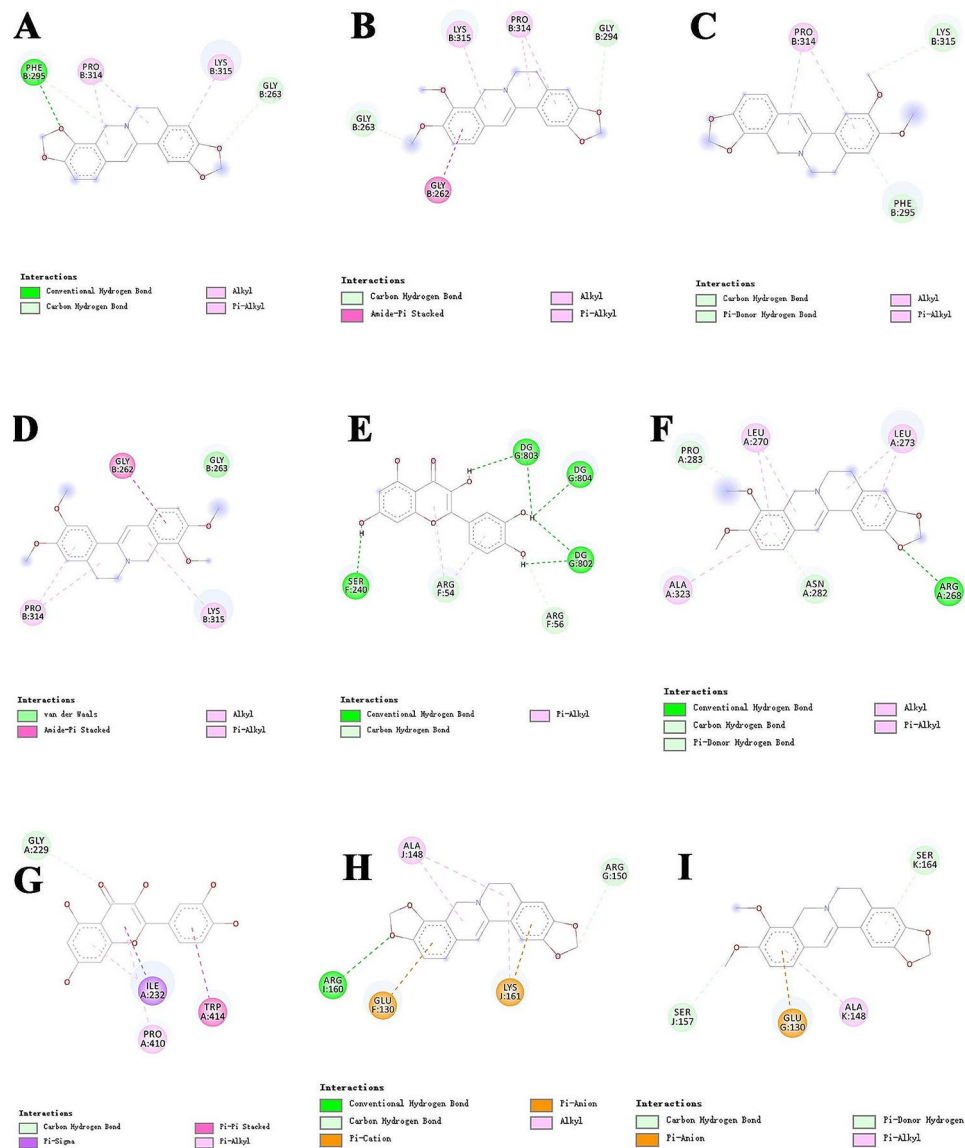 A
PHE
B:295
PRO
B:314
LYS
B:315
GLY
B:263
N
O
O
O
O
Interactions
Conventional Hydrogen Bond
Carbon Hydrogen Bond
Alkyl
Pi-Alkyl
B
LYS
B:315
PRO
B:314
GLY
B:294
GLY
B:263
GLY
B:262
O
O
N
O
O
Interactions
Carbon Hydrogen Bond
Amide-Pi Stacked
Alkyl
Pi-Alkyl
C
PRO
B:314
LYS
B:315
PHE
B:295
O
O
N
O
O
Interactions
Carbon Hydrogen Bond
Pi-Donor Hydrogen Bond
Alkyl
Pi-Alkyl
D
GLY
B:262
GLY
B:263
PRO
B:314
LYS
B:315
O
O
N
O
O
Interactions
van der Waals
Amide-Pi Stacked
Alkyl
Pi-Alkyl
E
DG
G:803
DG
G:804
DG
G:802
SER
F:240
ARG
F:54
ARG
F:56
O
O
H
O
O
H
O
H
O
H
O
Interactions
Conventional Hydrogen Bond
Carbon Hydrogen Bond
Pi-Alkyl
F
PRO
A:283
LEU
A:270
LEU
A:273
ALA
A:323
ASN
A:282
ARG
A:268
O
O
N
O
O
Interactions
Conventional Hydrogen Bond
Carbon Hydrogen Bond
Pi-Donor Hydrogen Bond
Alkyl
Pi-Alkyl
G
GLY
A:229
ILE
A:232
TRP
A:414
PRO
A:410
O
O
O
O
O
O
O
Interactions
Carbon Hydrogen Bond
Pi-Sigma
Pi-Pi Stacked
Pi-Alkyl
H
ALA
J:148
ARG
G:150
ARG
I:160
GLU
F:130
LYS
J:161
O
O
N
O
O
Interactions
Conventional Hydrogen Bond
Carbon Hydrogen Bond
Pi-Cation
Pi-Anion
Alkyl
I
SER
K:164
SER
J:157
GLU
G:130
ALA
K:148
O
O
N
O
O
Interactions
Carbon Hydrogen Bond
Pi-Anion
Pi-Donor Hydrogen
Pi-Alkyl